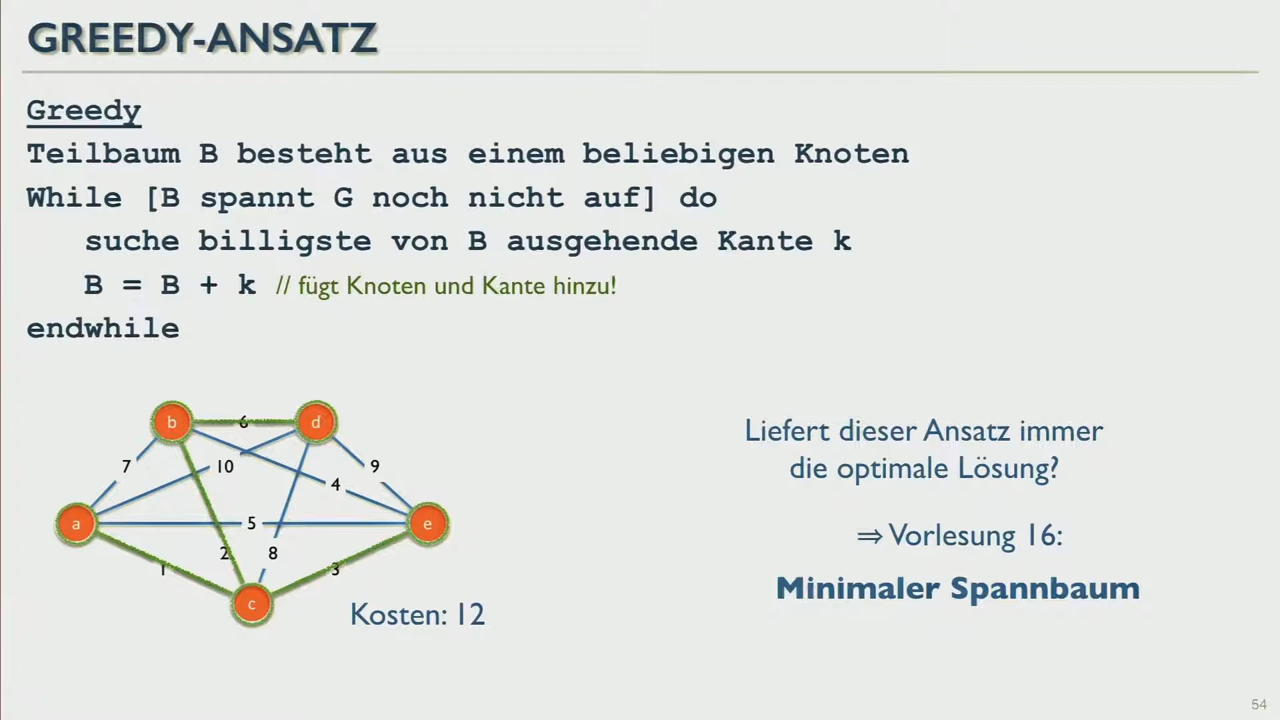 GREEDY-ANSATZ
Greedy
Teilbaum B besteht aus einem beliebigen Knoten
While [B spannt G noch nicht auf] do
suche billigste von B ausgehende Kante k
B = B + k // fügt Knoten und Kante hinzu!
endwhile
b 6 d
7 10 9
4
a 5 e
2 8
1 3
c
Kosten: 12
Liefert dieser Ansatz immer
die optimale Lösung?
⇒ Vorlesung 16:
Minimaler Spannbaum
54